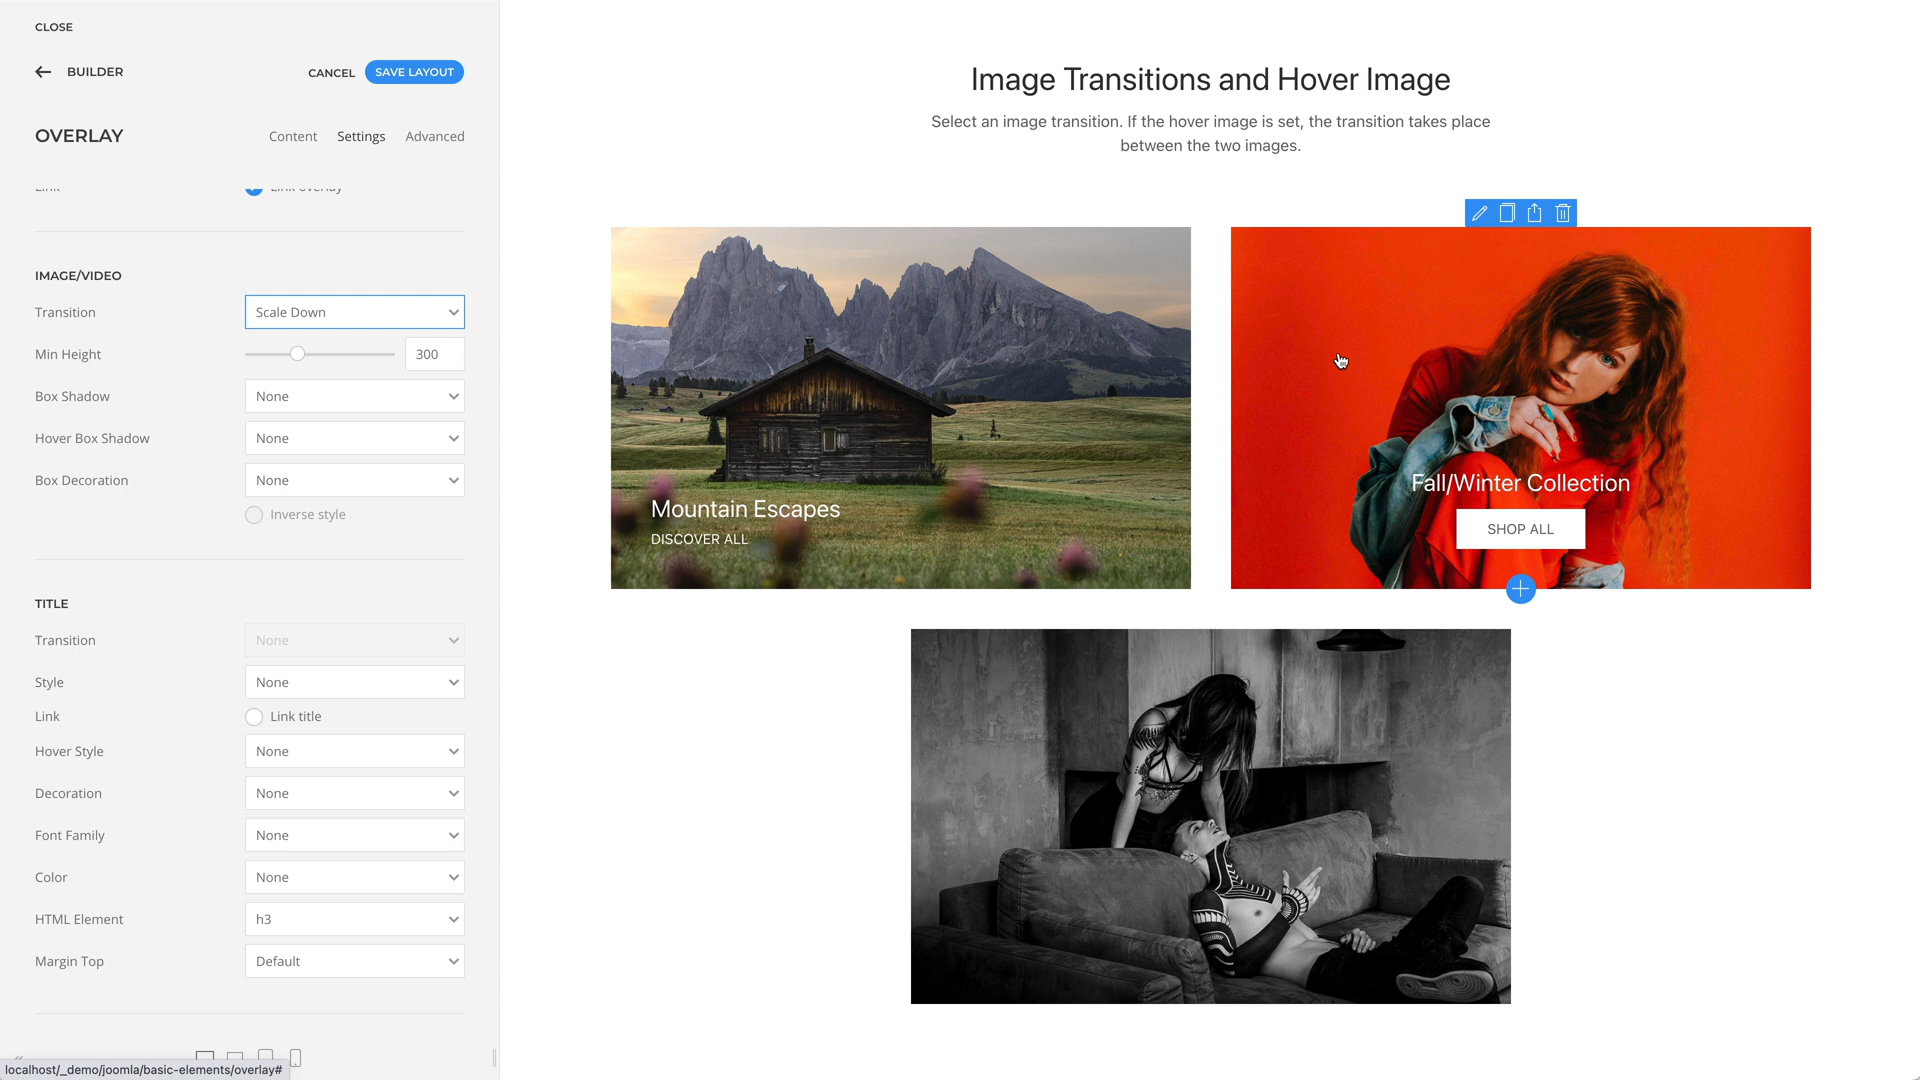 CLOSE
BUILDER
CANCEL
SAVE LAYOUT
OVERLAY
Content
Settings
Advanced
Link
Link overlay
IMAGE/VIDEO
Transition
Scale Down
Min Height
300
Box Shadow
None
Hover Box Shadow
None
Box Decoration
None
Inverse style
TITLE
Transition
None
Style
None
Link
Link title
Hover Style
None
Decoration
None
Font Family
None
Color
None
HTML Element
h3
Margin Top
Default
localhost/_demo/joomla/basic-elements/overlay#
Image Transitions and Hover Image
Select an image transition. If the hover image is set, the transition takes place
between the two images.
Mountain Escapes
DISCOVER ALL
Fall/Winter Collection
SHOP ALL